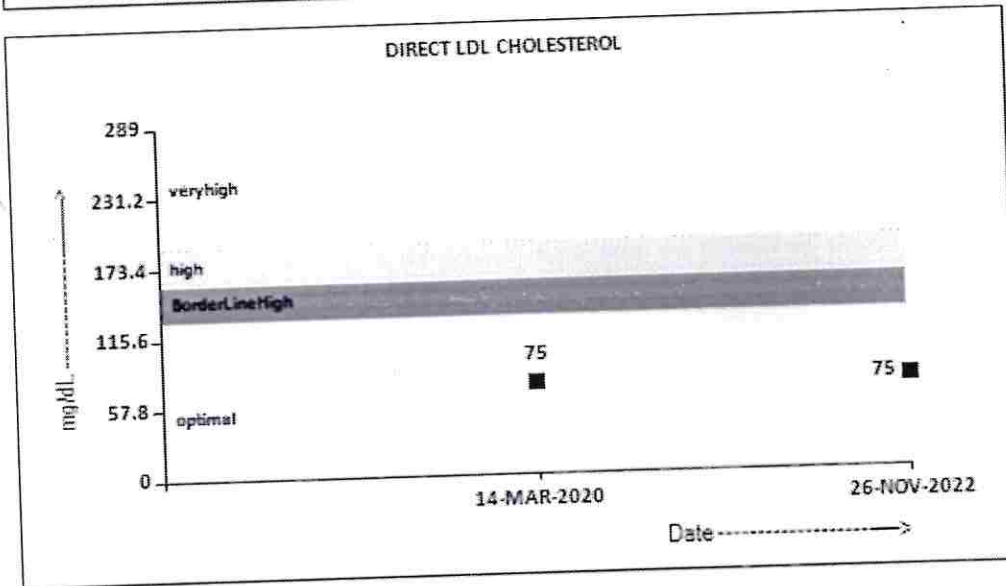 DIRECT LDL CHOLESTEROL
289
veryhigh
231.2
173.4
high
BorderLineHigh
115.6
75
75
57.8
optimal
0
mg/dL
14-MAR-2020
26-NOV-2022
Date